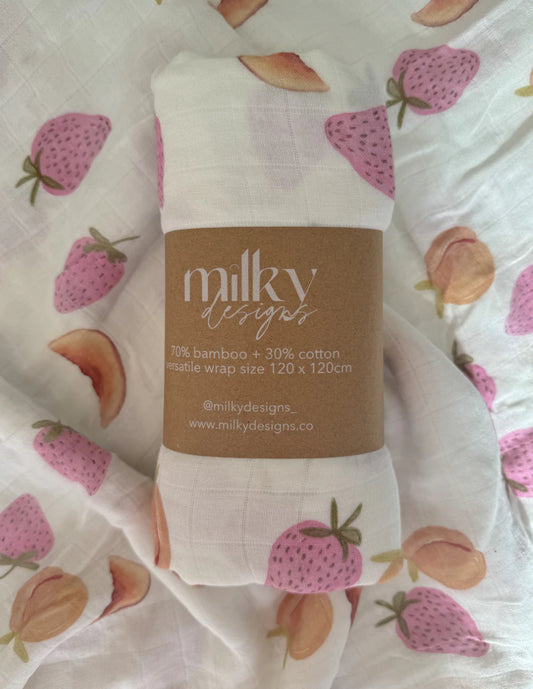 milky
designs
70% bamboo + 30% cotton
versatile wrap size 120 x 120cm
@milkydesigns_
www.milkydesigns.co